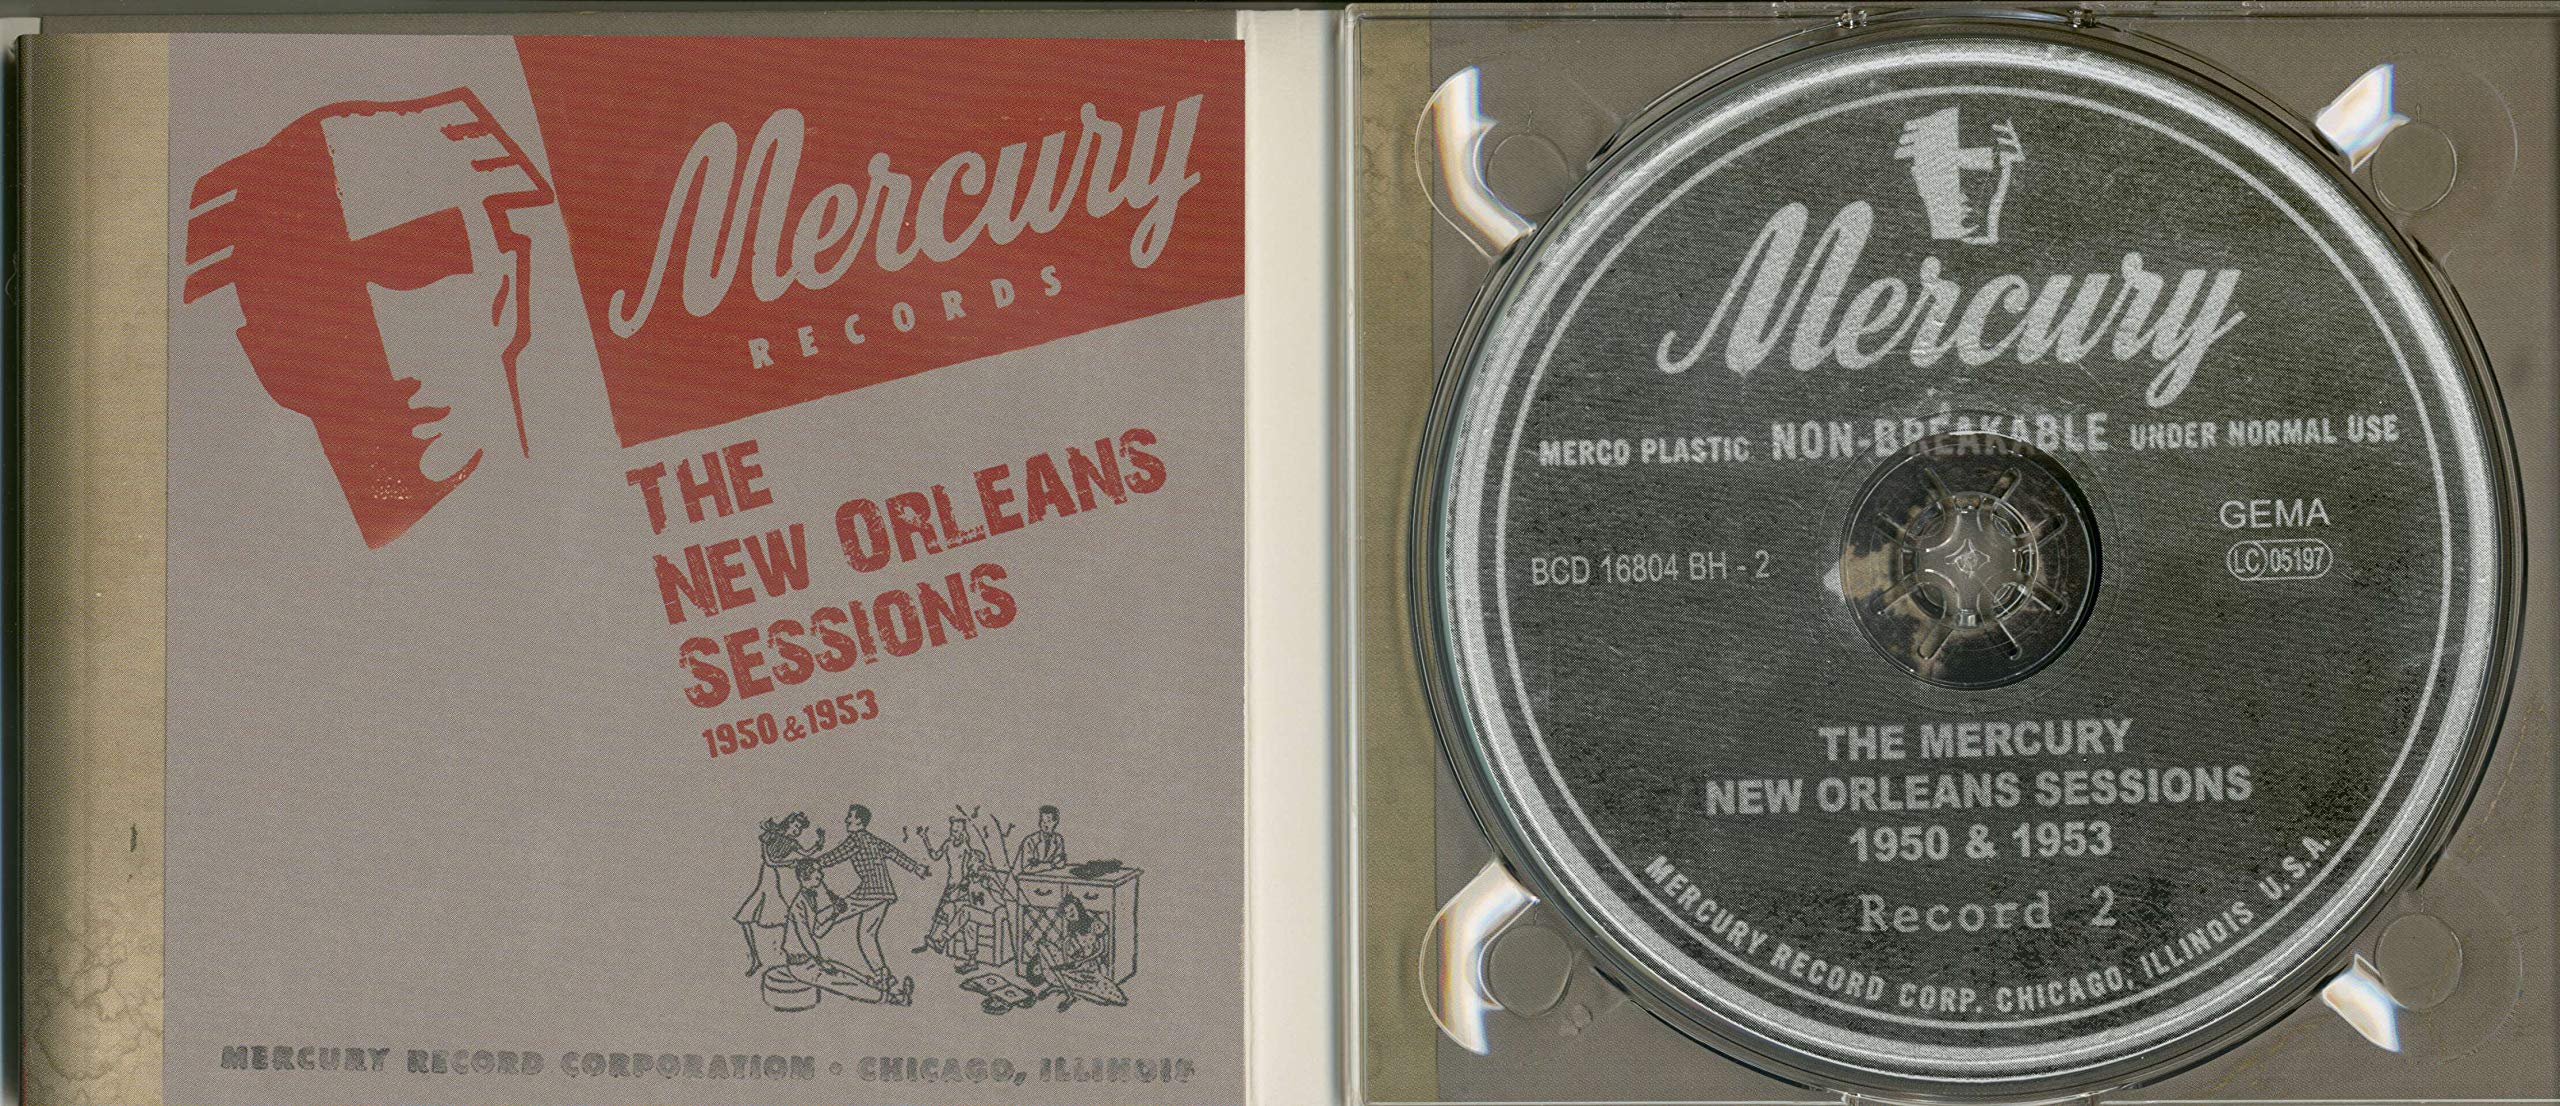 Mercury
RECORDS
THE
NEW ORLEANS
SESSIONS
1950 & 1953
MERCURY RECORD CORPORATION • CHICAGO, ILLINOIS
Mercury
MERCO PLASTIC NON-BREAKABLE UNDER NORMAL USE
GEMA
LC 05197
BCD 16804 BH - 2
THE MERCURY
NEW ORLEANS SESSIONS
1950 & 1953
Record 2
MERCURY RECORD CORP. CHICAGO, ILLINOIS U.S.A.